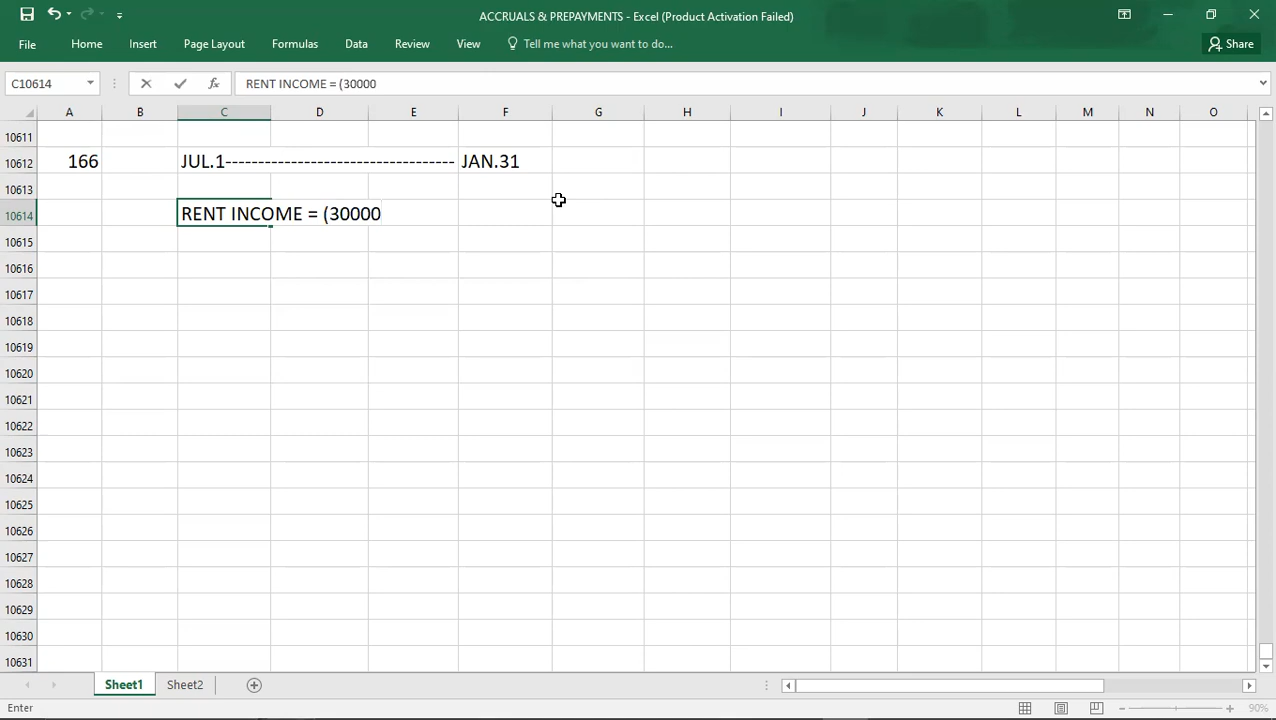 ACCRUALS & PREPAYMENTS - Excel (Product Activation Failed)
File Home Insert Page Layout Formulas Data Review View Tell me what you want to do... Share
C10614 fx RENT INCOME = (30000
A B C D E F G H I J K L M N O
10611
10612 166 JUL.1----------------------------------- JAN.31
10613
10614 RENT INCOME = (30000
10615
10616
10617
10618
10619
10620
10621
10622
10623
10624
10625
10626
10627
10628
10629
10630
10631
Sheet1 Sheet2
Enter 90%